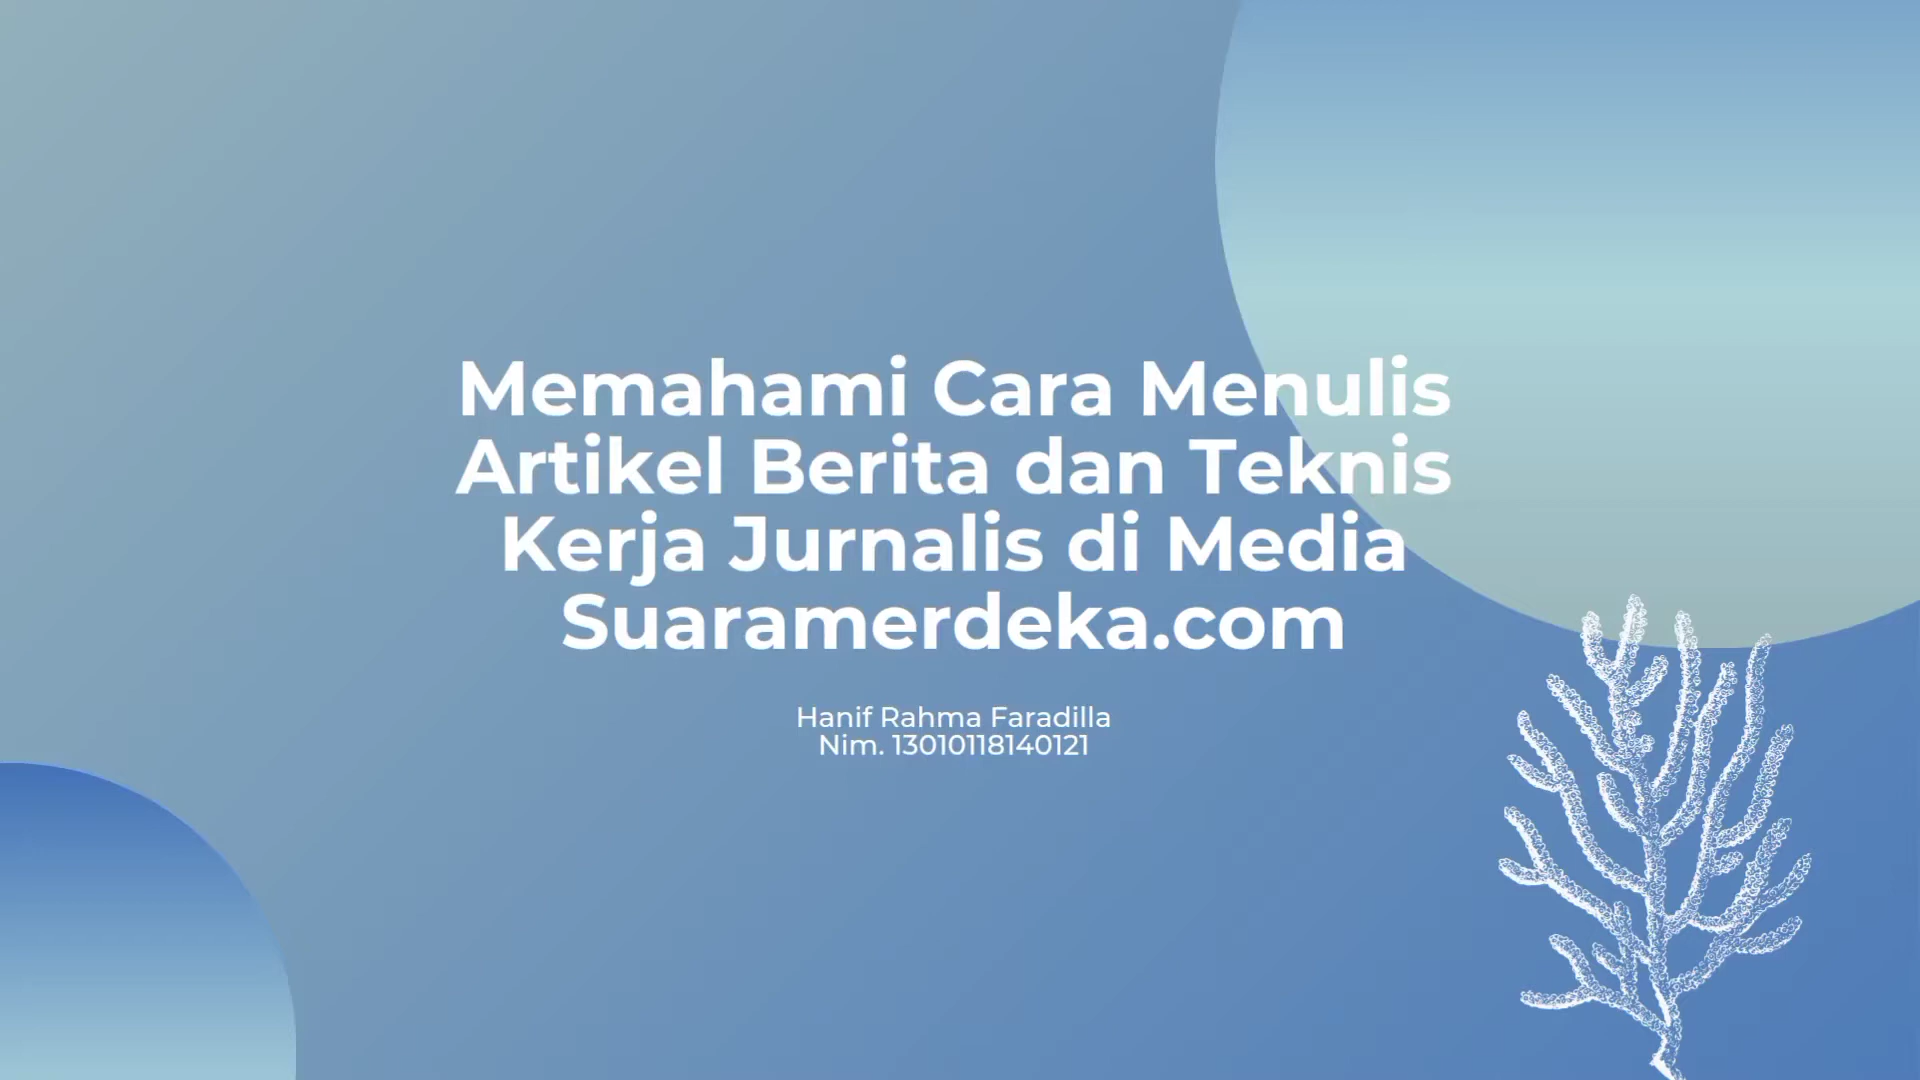 Memahami Cara Menulis
Artikel Berita dan Teknis
Kerja Jurnalis di Media
Suaramerdeka.com
Hanif Rahma Faradilla
Nim. 13010118140121